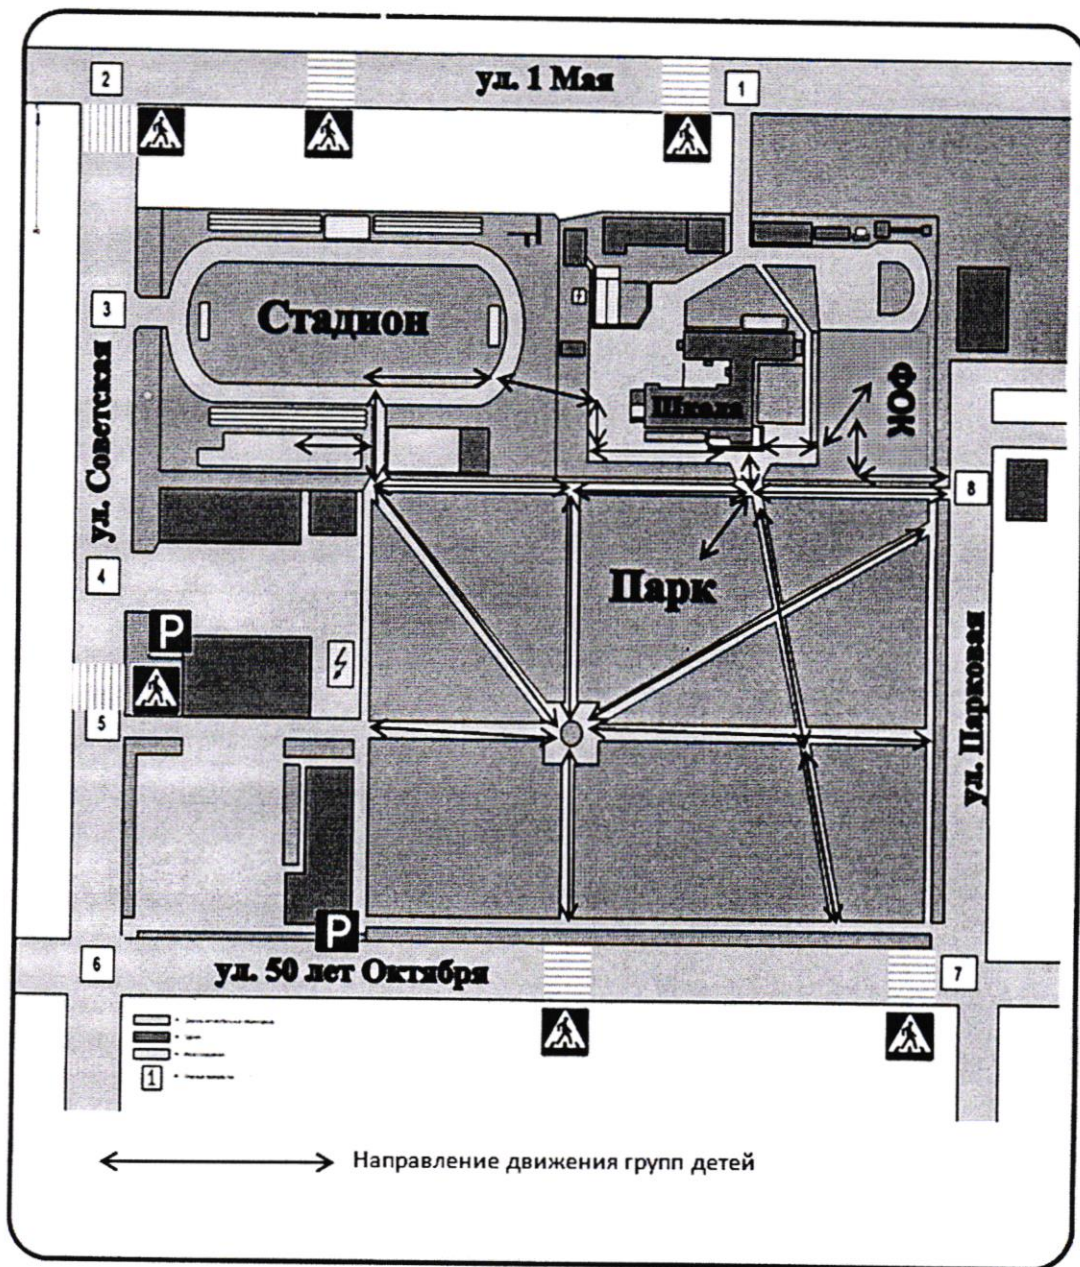 2
ул. 1 Мая
1
3
Стадион
ул. Советская
Школа
ФОК
8
4
Парк
P
5
ул. Парковая
P
6
ул. 50 лет Октября
7
1
Направление движения групп детей